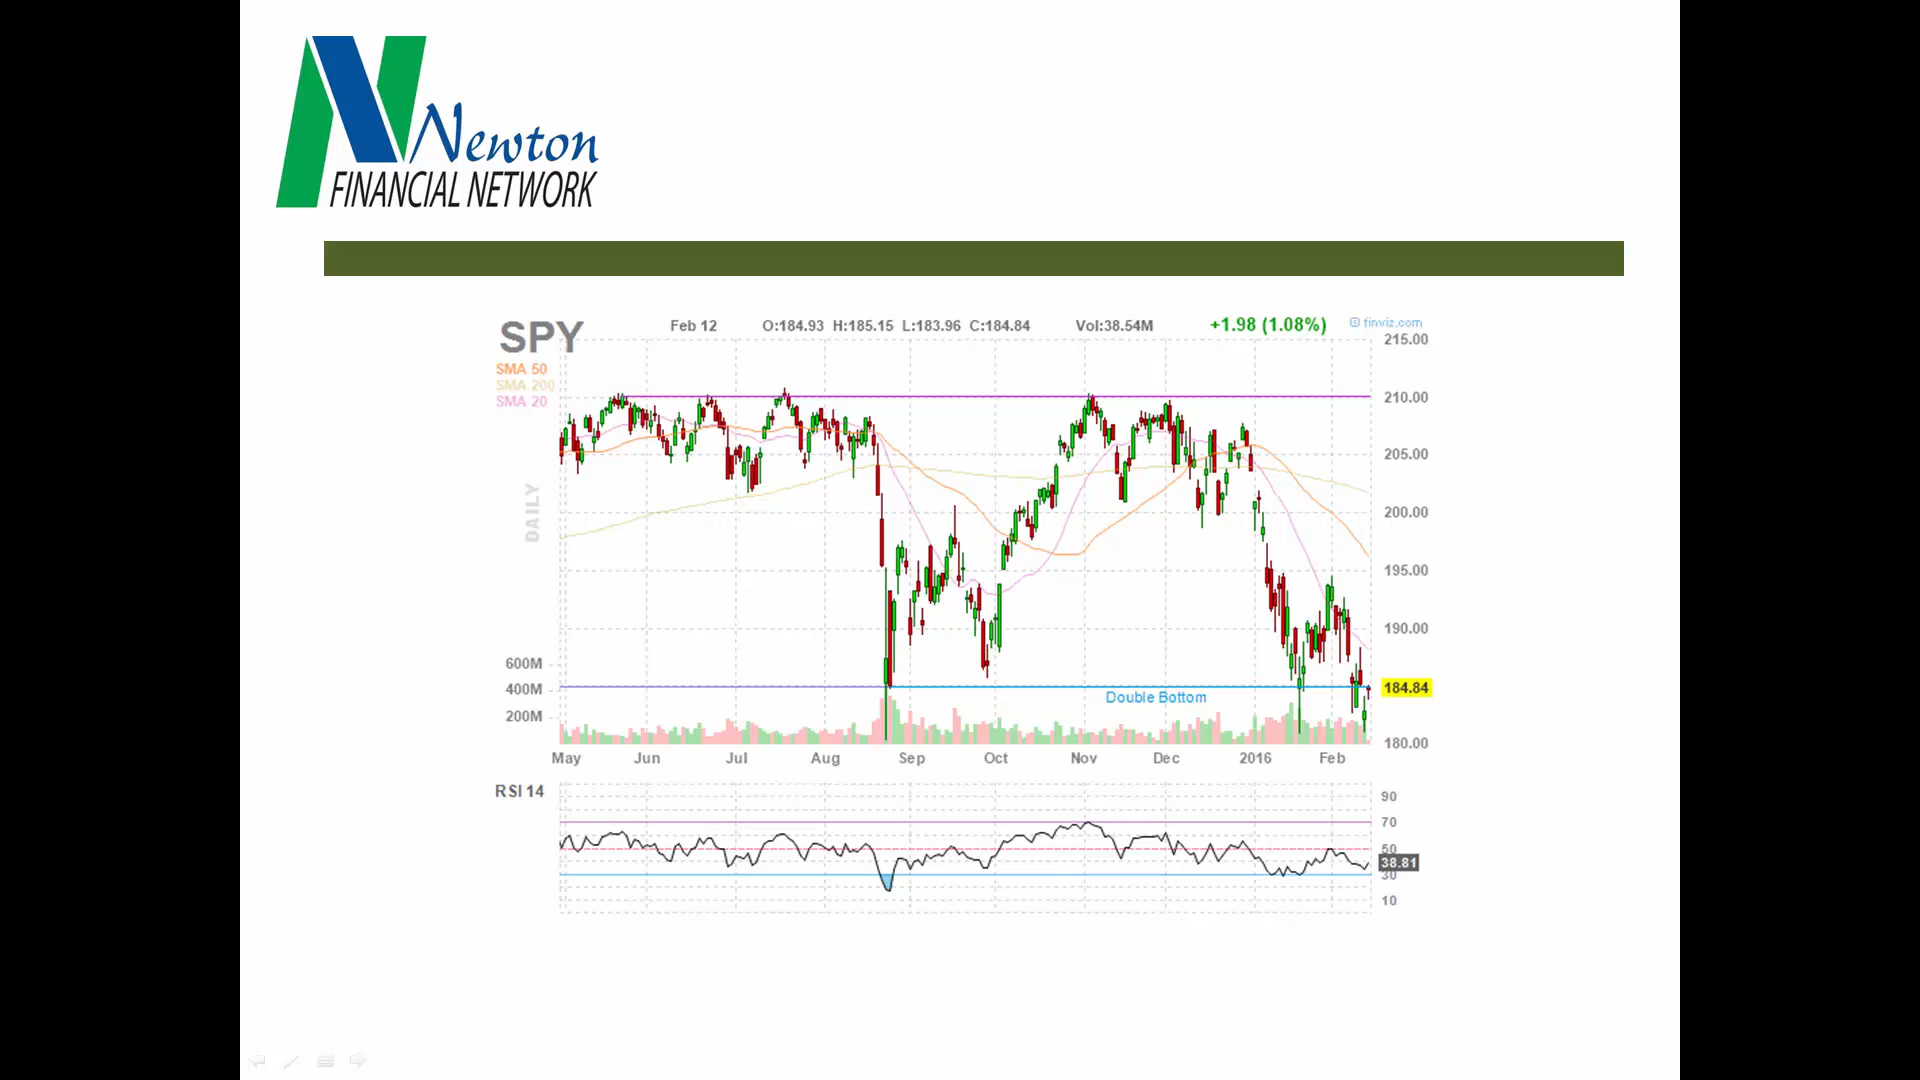 Newton
FINANCIAL NETWORK
SPY
Feb 12 O:184.93 H:185.15 L:183.96 C:184.84 Vol:38.54M +1.98 (1.08%) © finviz.com
SMA 50
SMA 200
SMA 20
DAILY
215.00
210.00
205.00
200.00
195.00
190.00
184.84
180.00
600M
400M
200M
Double Bottom
May Jun Jul Aug Sep Oct Nov Dec 2016 Feb
RSI 14
90
70
50
38.81
30
10